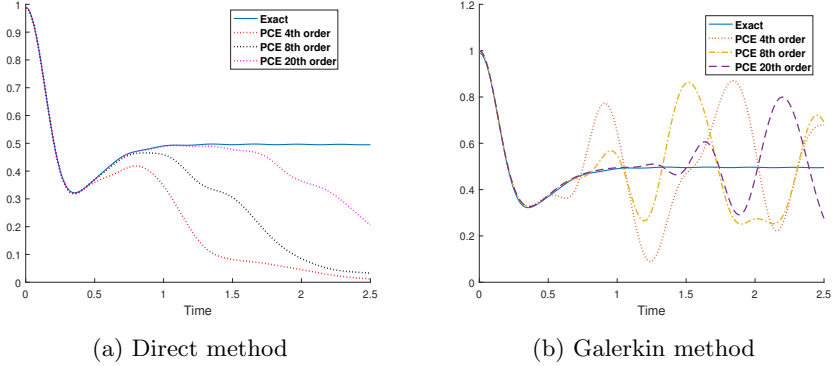 1
0.9
0.8
0.7
0.6
0.5
0.4
0.3
0.2
0.1
0
0 0.5 1 1.5 2 2.5
Time
Exact
PCE 4th order
PCE 8th order
PCE 20th order
(a) Direct method
1.2
1
0.8
0.6
0.4
0.2
0
0 0.5 1 1.5 2 2.5
Time
Exact
PCE 4th order
PCE 8th order
PCE 20th order
(b) Galerkin method